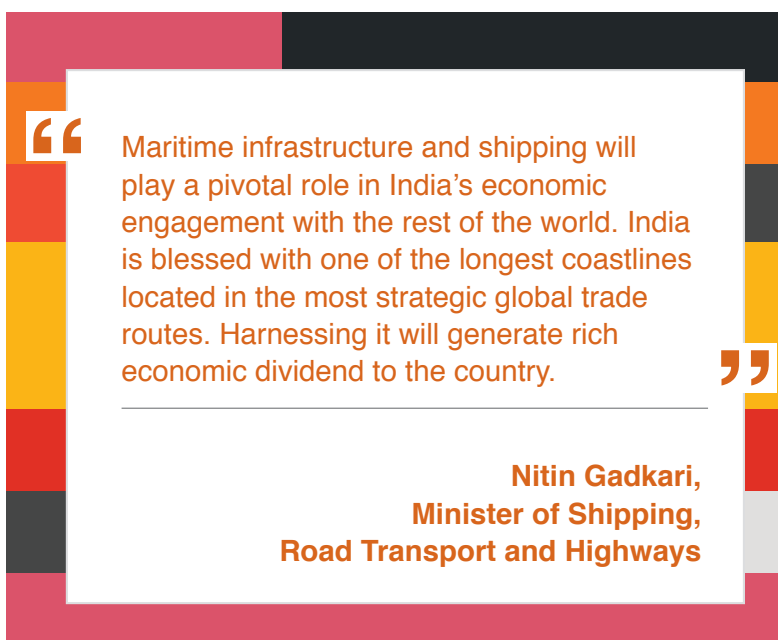 “
Maritime infrastructure and shipping will
play a pivotal role in India’s economic
engagement with the rest of the world. India
is blessed with one of the longest coastlines
located in the most strategic global trade
routes. Harnessing it will generate rich
economic dividend to the country.
”
Nitin Gadkari,
Minister of Shipping,
Road Transport and Highways